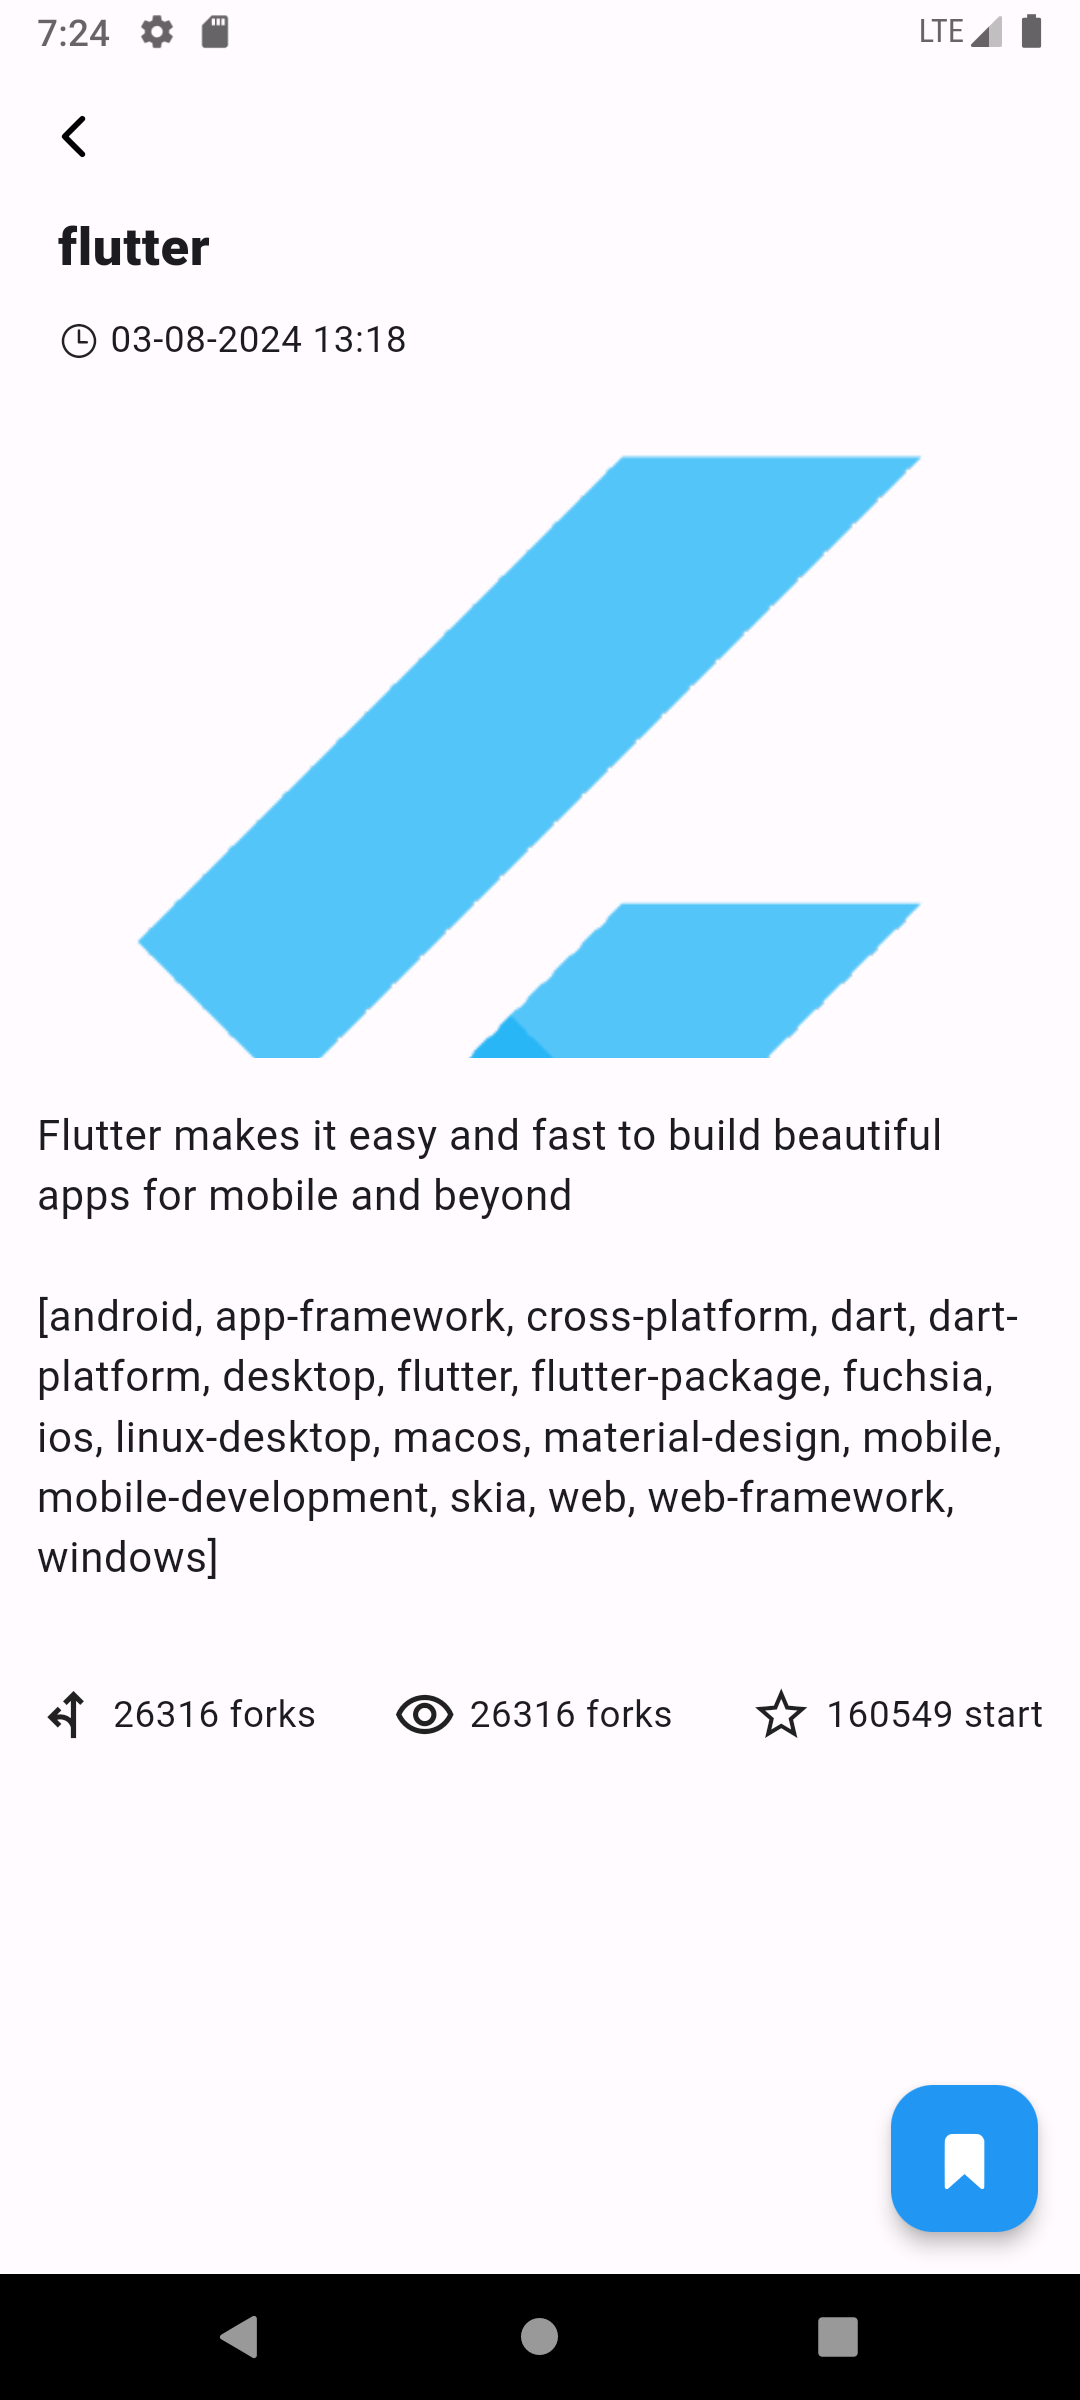 7:24
LTE
flutter
03-08-2024 13:18
Flutter makes it easy and fast to build beautiful
apps for mobile and beyond
[android, app-framework, cross-platform, dart, dart-
platform, desktop, flutter, flutter-package, fuchsia,
ios, linux-desktop, macos, material-design, mobile,
mobile-development, skia, web, web-framework,
windows]
26316 forks 26316 forks 160549 start